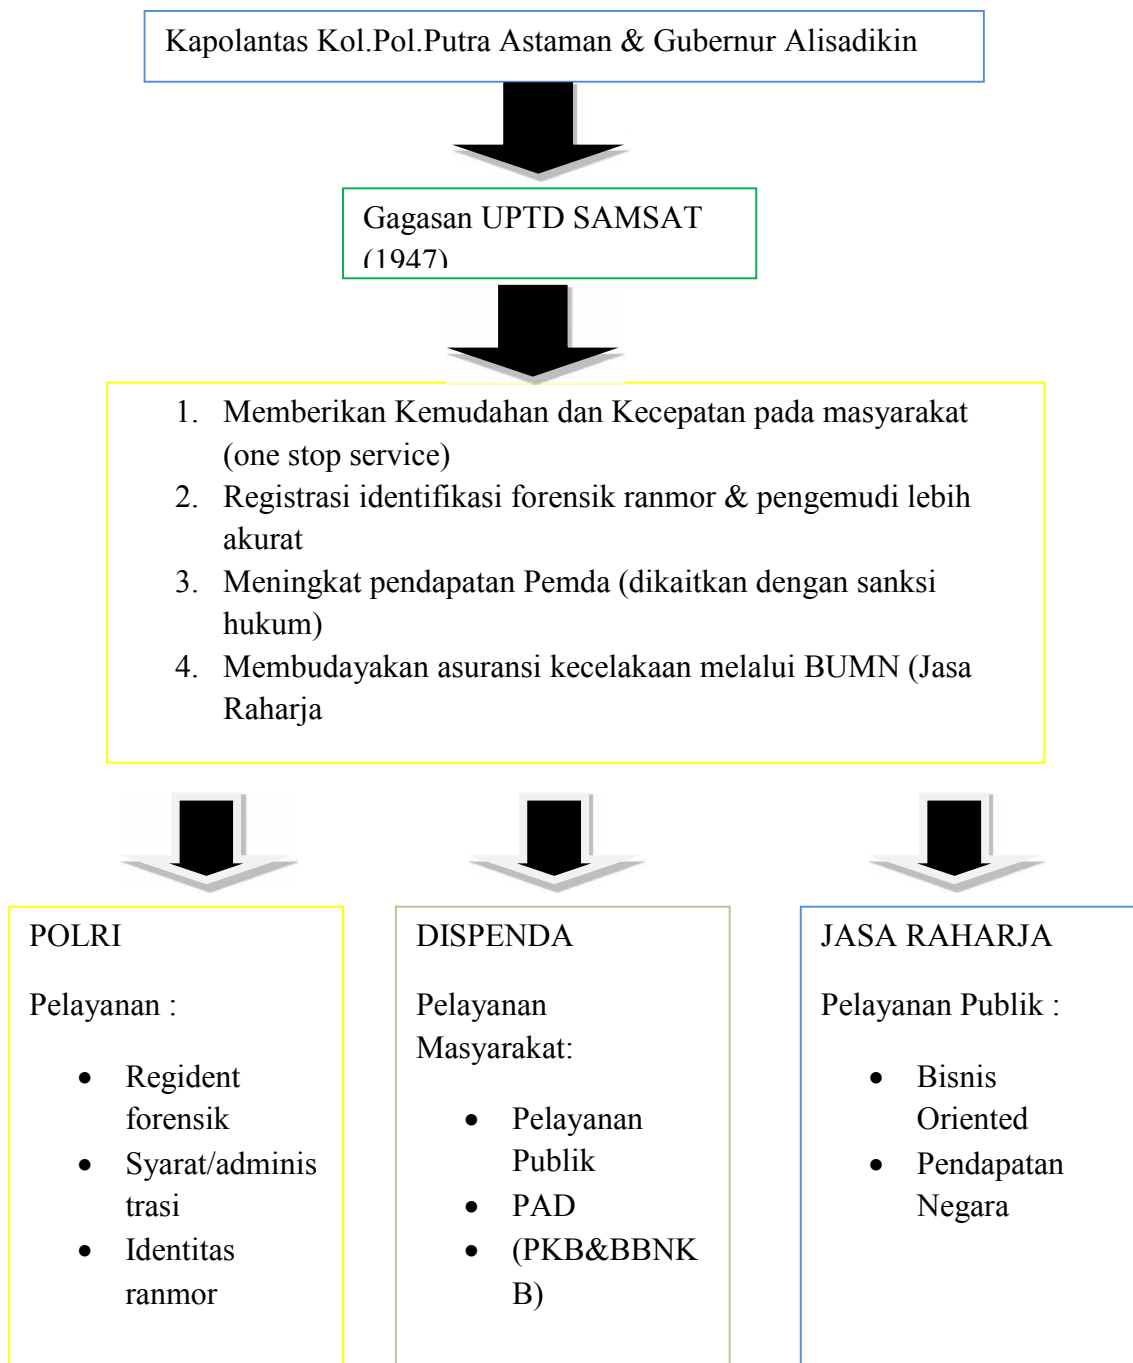 Kapolantas Kol.Pol.Putra Astaman & Gubernur Alisadikin
Gagasan UPTD SAMSAT
(1947)
1. Memberikan Kemudahan dan Kecepatan pada masyarakat
(one stop service)
2. Registrasi identifikasi forensik ranmor & pengemudi lebih
akurat
3. Meningkat pendapatan Pemda (dikaitkan dengan sanksi
hukum)
4. Membudayakan asuransi kecelakaan melalui BUMN (Jasa
Raharja
POLRI
Pelayanan :
• Regident
forensik
• Syarat/adminis
trasi
• Identitas
ranmor
DISPENDA
Pelayanan
Masyarakat:
• Pelayanan
Publik
• PAD
• (PKB&BBNK
B)
JASA RAHARJA
Pelayanan Publik :
• Bisnis
Oriented
• Pendapatan
Negara